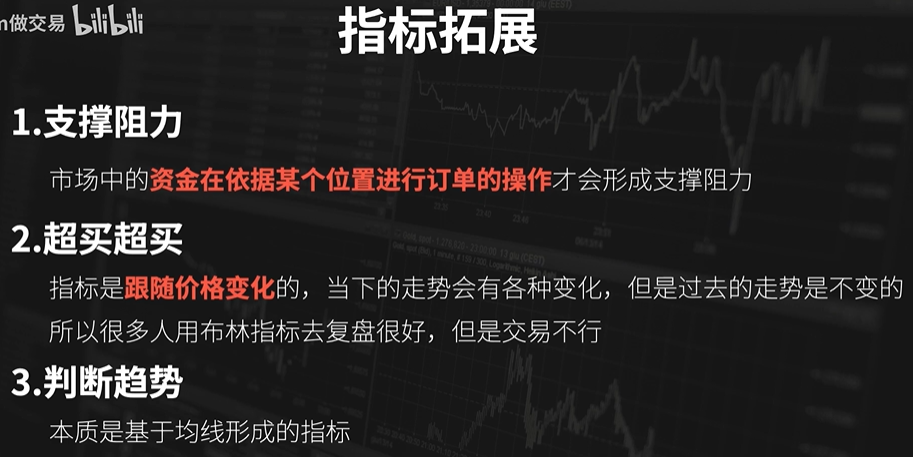 n做交易 bilibili
指标拓展
1.支撑阻力
市场中的资金在依据某个位置进行订单的操作才会形成支撑阻力
2.超买超买
指标是跟随价格变化的，当下的走势会有各种变化，但是过去的走势是不变的
所以很多人用布林指标去复盘很好，但是交易不行
3.判断趋势
本质是基于均线形成的指标